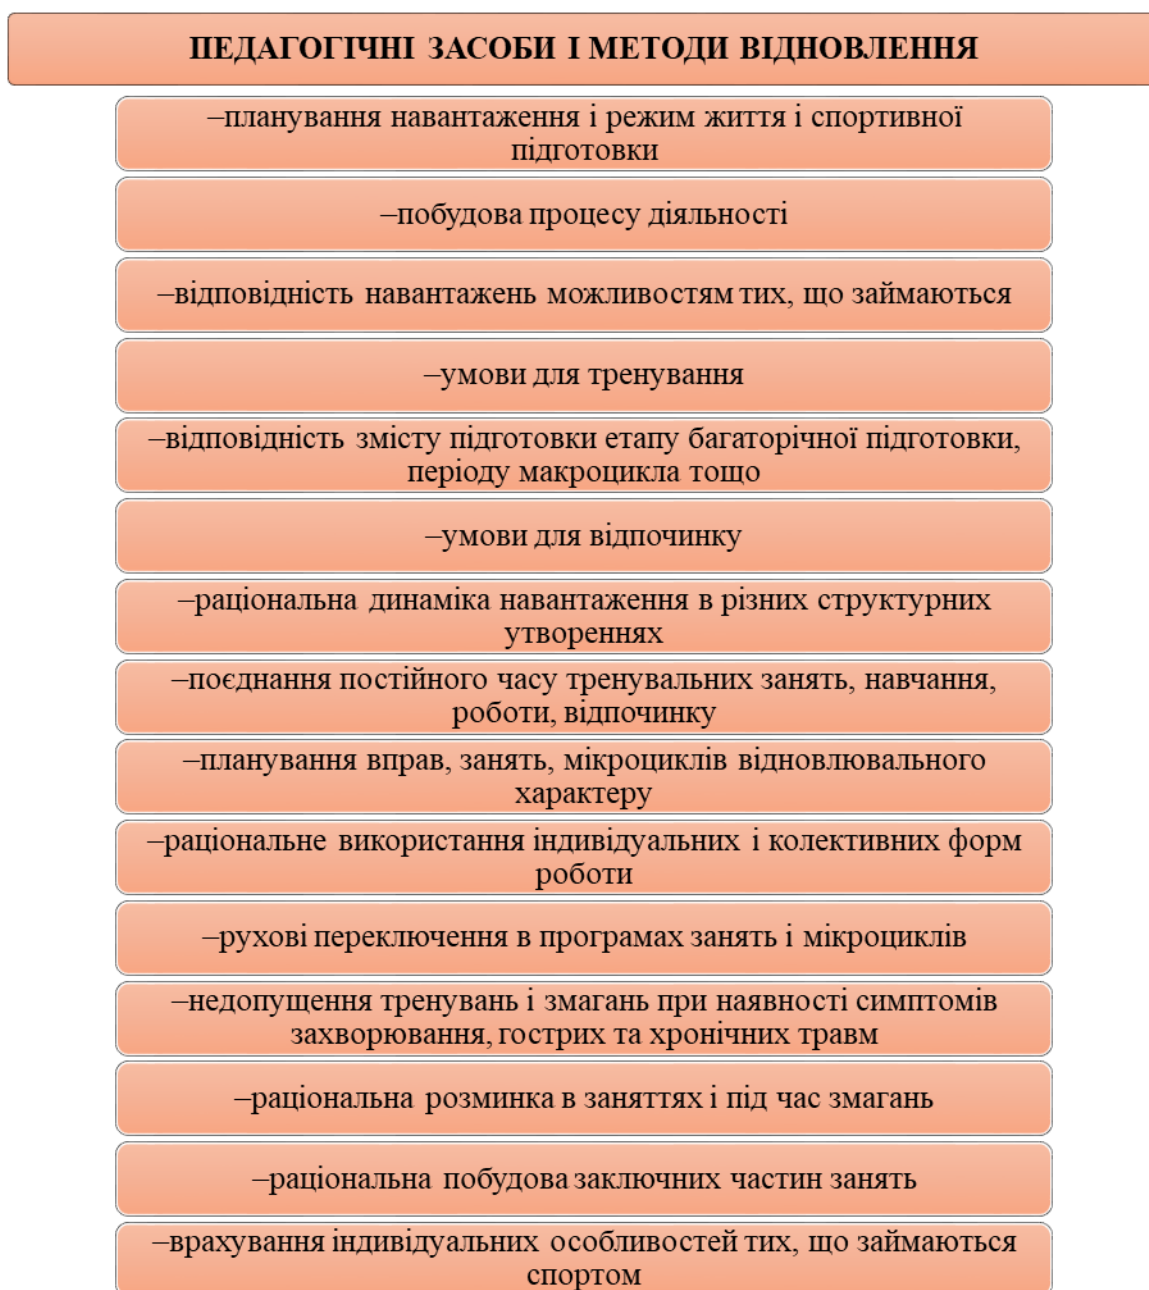 ПЕДАГОГІЧНІ ЗАСОБИ І МЕТОДИ ВІДНОВЛЕННЯ
–планування навантаження і режим життя і спортивної
підготовки
–побудова процесу діяльності
–відповідність навантажень можливостям тих, що займаються
–умови для тренування
–відповідність змісту підготовки етапу багаторічної підготовки,
періоду макроцикла тощо
–умови для відпочинку
–раціональна динаміка навантаження в різних структурних
утвореннях
–поєднання постійного часу тренувальних занять, навчання,
роботи, відпочинку
–планування вправ, занять, мікроциклів відновлювального
характеру
–раціональне використання індивідуальних і колективних форм
роботи
–рухові переключення в програмах занять і мікроциклів
–недопущення тренувань і змагань при наявності симптомів
захворювання, гострих та хронічних травм
–раціональна розминка в заняттях і під час змагань
–раціональна побудова заключних частин занять
–врахування індивідуальних особливостей тих, що займаються
спортом